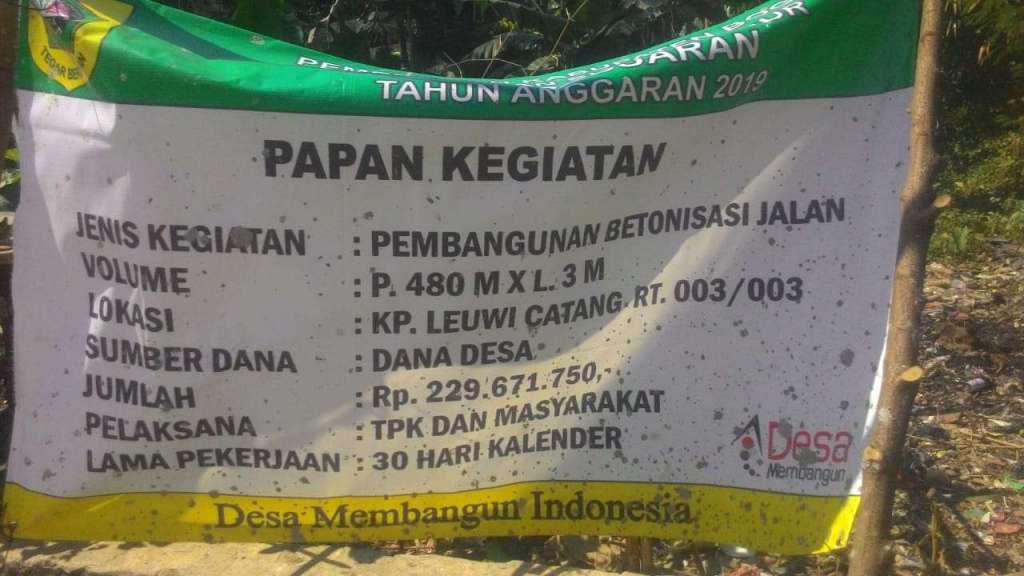 TEGAR BE
TAHUN ANGGARAN 2019
PAPAN KEGIATAN
JENIS KEGIATAN : PEMBANGUNAN BETONISASI JALAN
VOLUME : P. 480 M X L. 3 M
LOKASI : KP. LEUWI CATANG RT. 003/003
SUMBER DANA : DANA DESA
JUMLAH : Rp. 229.671.750,-
PELAKSANA : TPK DAN MASYARAKAT
LAMA PEKERJAAN : 30 HARI KALENDER
Desa
Membangun
Desa Membangun Indonesia